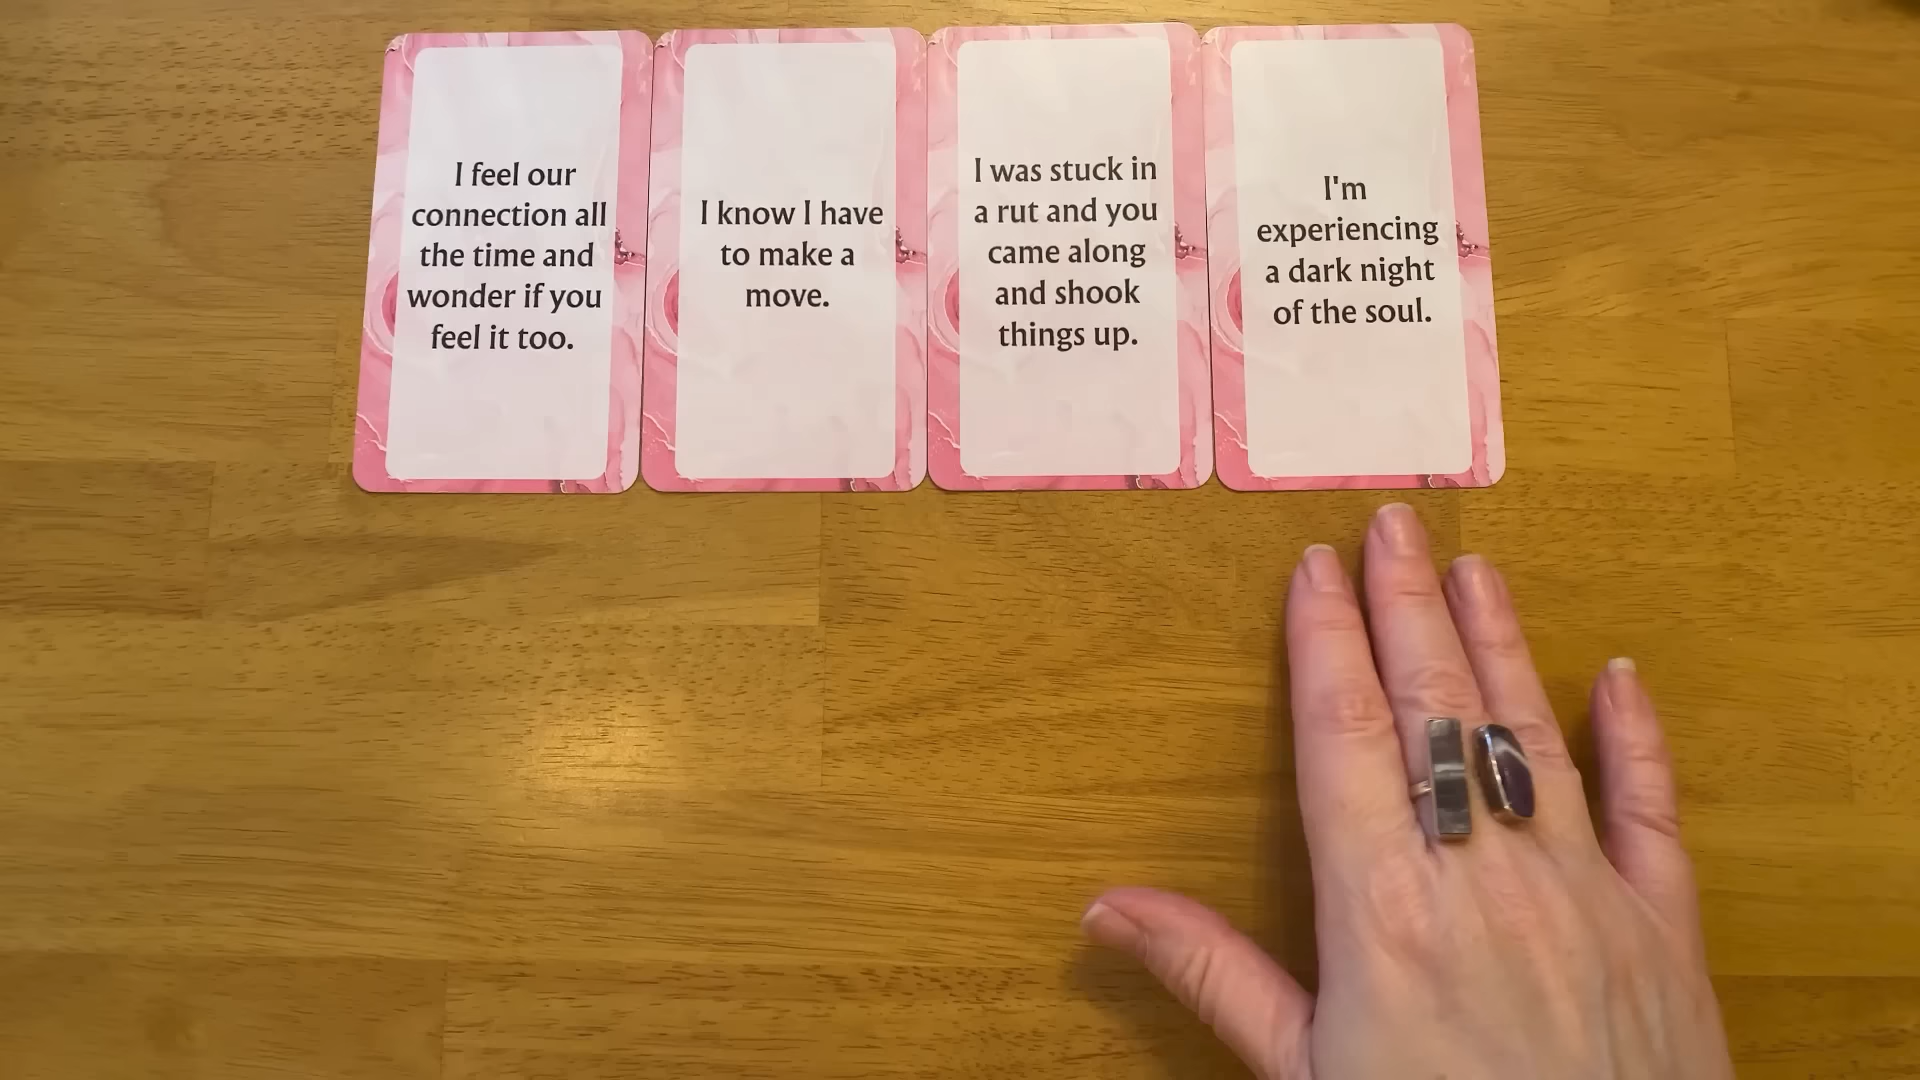 I feel our
connection all
the time and
wonder if you
feel it too.
I know I have
to make a
move.
I was stuck in
a rut and you
came along
and shook
things up.
I'm
experiencing
a dark night
of the soul.